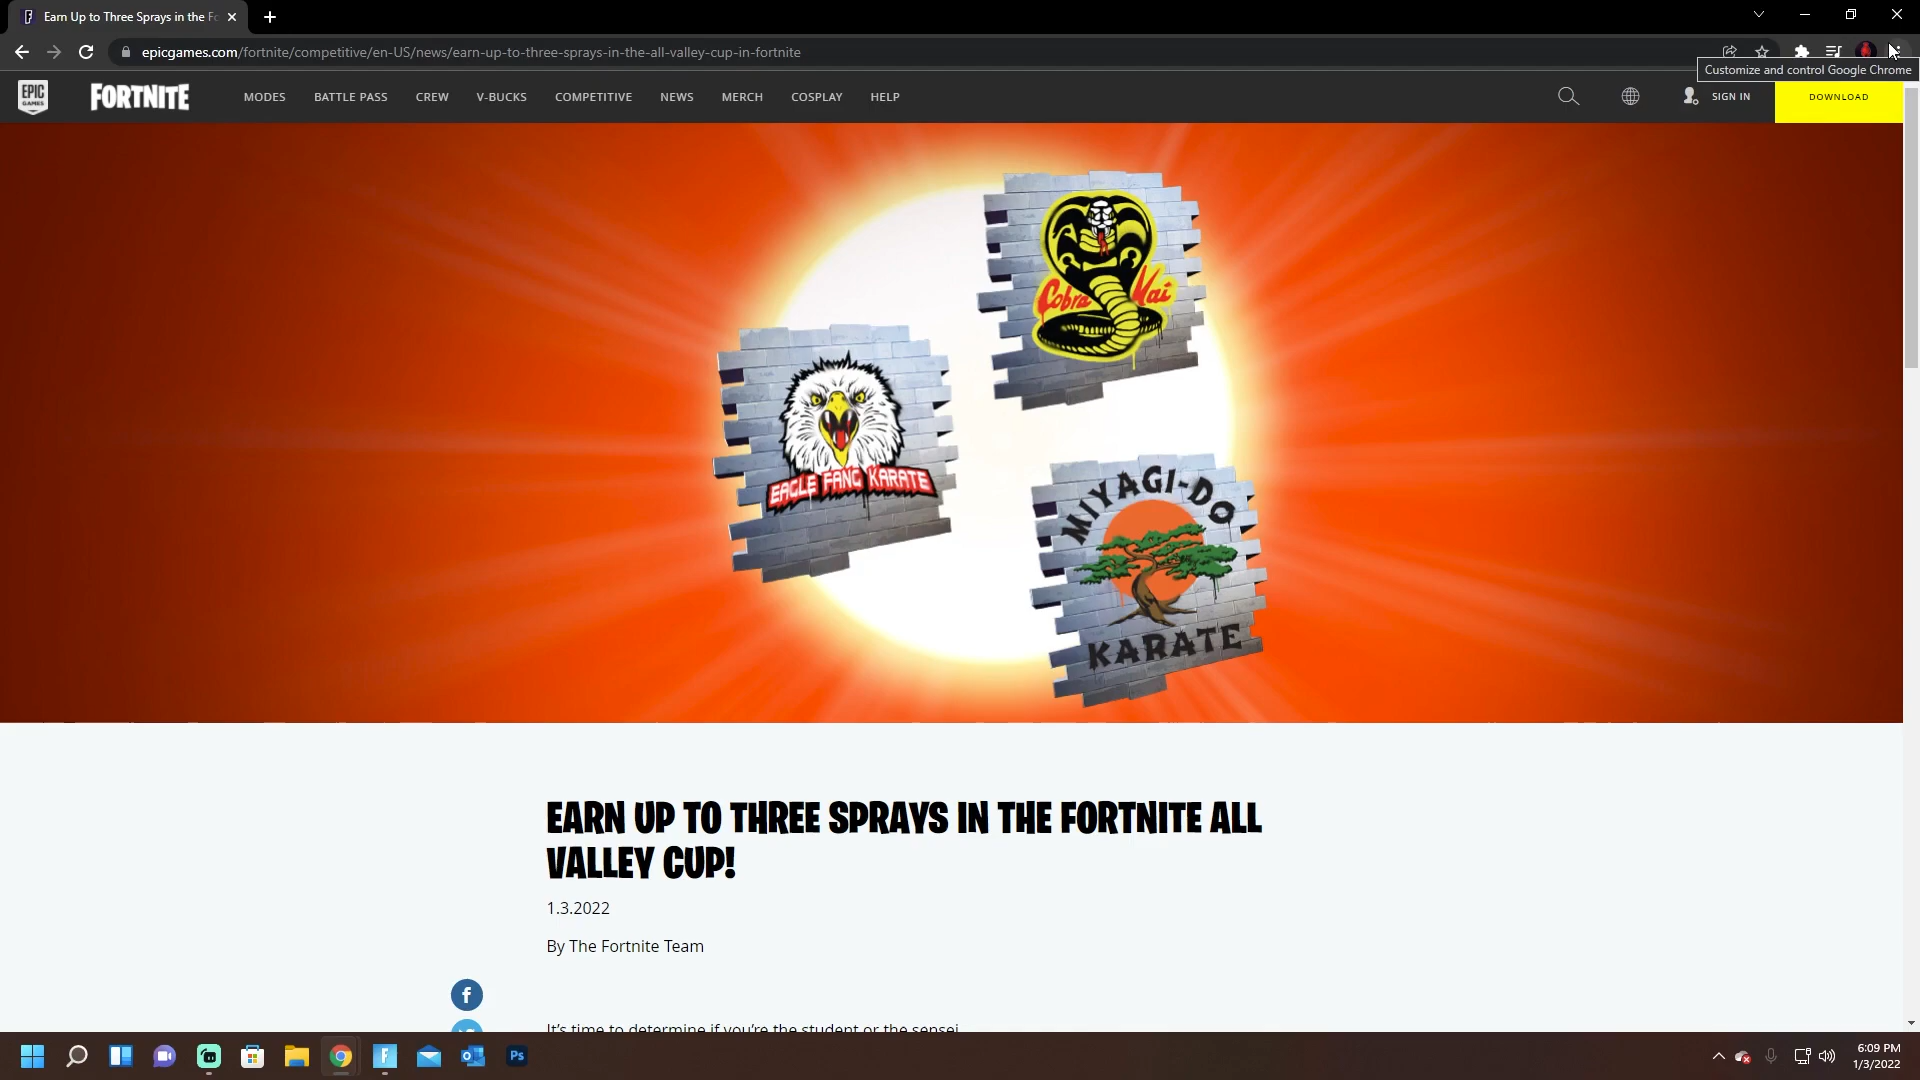 Earn Up to Three Sprays in the Fo
epicgames.com/fortnite/competitive/en-US/news/earn-up-to-three-sprays-in-the-all-valley-cup-in-fortnite
Customize and control Google Chrome
EPIC GAMES
FORTNITE
MODES
BATTLE PASS
CREW
V-BUCKS
COMPETITIVE
NEWS
MERCH
COSPLAY
HELP
SIGN IN
DOWNLOAD
Cobra Kai
EAGLE FANG KARATE
MIYAGI-DO
KARATE
EARN UP TO THREE SPRAYS IN THE FORTNITE ALL
VALLEY CUP!
1.3.2022
By The Fortnite Team
f
It's time to determine if you're the student or the sensei
Ps
6:09 PM
1/3/2022